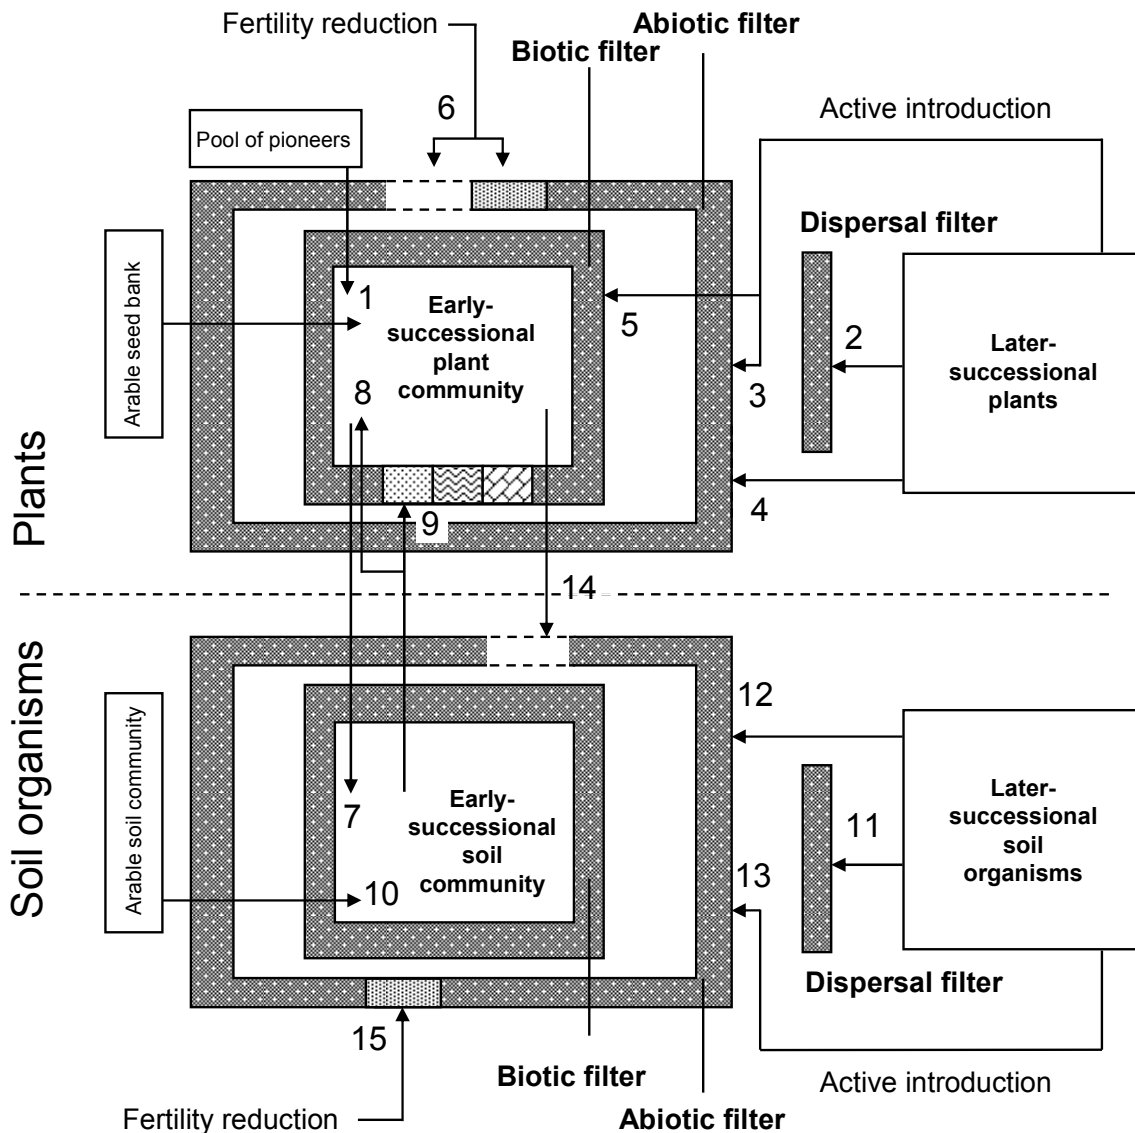 Fertility reduction
Abiotic filter
Biotic filter
6
Active introduction
Pool of pioneers
Dispersal filter
Arable seed bank
1
Early-
successional
plant
community
5
2
Later-
successional
plants
3
8
4
9
Plants
14
Soil organisms
12
Arable soil community
7
Early-
successional
soil
community
11
Later-
successional
soil
organisms
13
10
Dispersal filter
15
Biotic filter
Active introduction
Fertility reduction
Abiotic filter